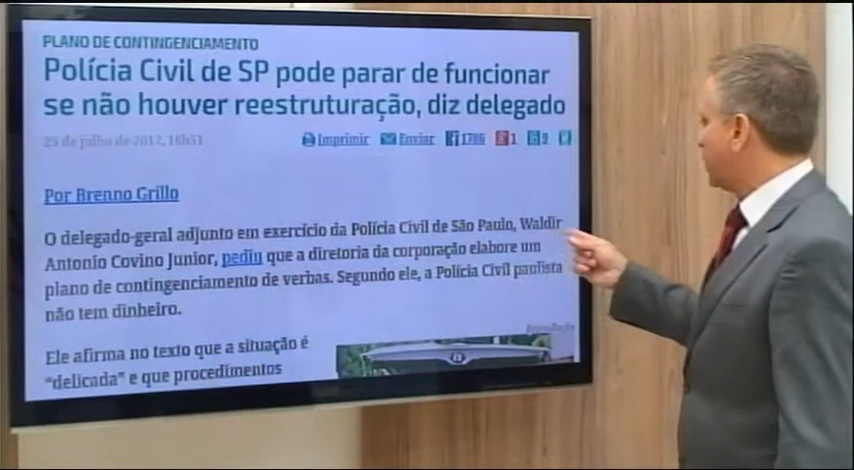 PLANO DE CONTINGENCIAMENTO
Polícia Civil de SP pode parar de funcionar
se não houver reestruturação, diz delegado
25 de julho de 2017, 16h51
Imprimir Enviar 1786 1 9
Por Brenno Grillo
O delegado-geral adjunto em exercício da Polícia Civil de São Paulo, Waldir
Antonio Covino Junior, pediu que a diretoria da corporação elabore um
plano de contingenciamento de verbas. Segundo ele, a Polícia Civil paulista
não tem dinheiro.
Reprodução
Ele afirma no texto que a situação é
"delicada" e que procedimentos